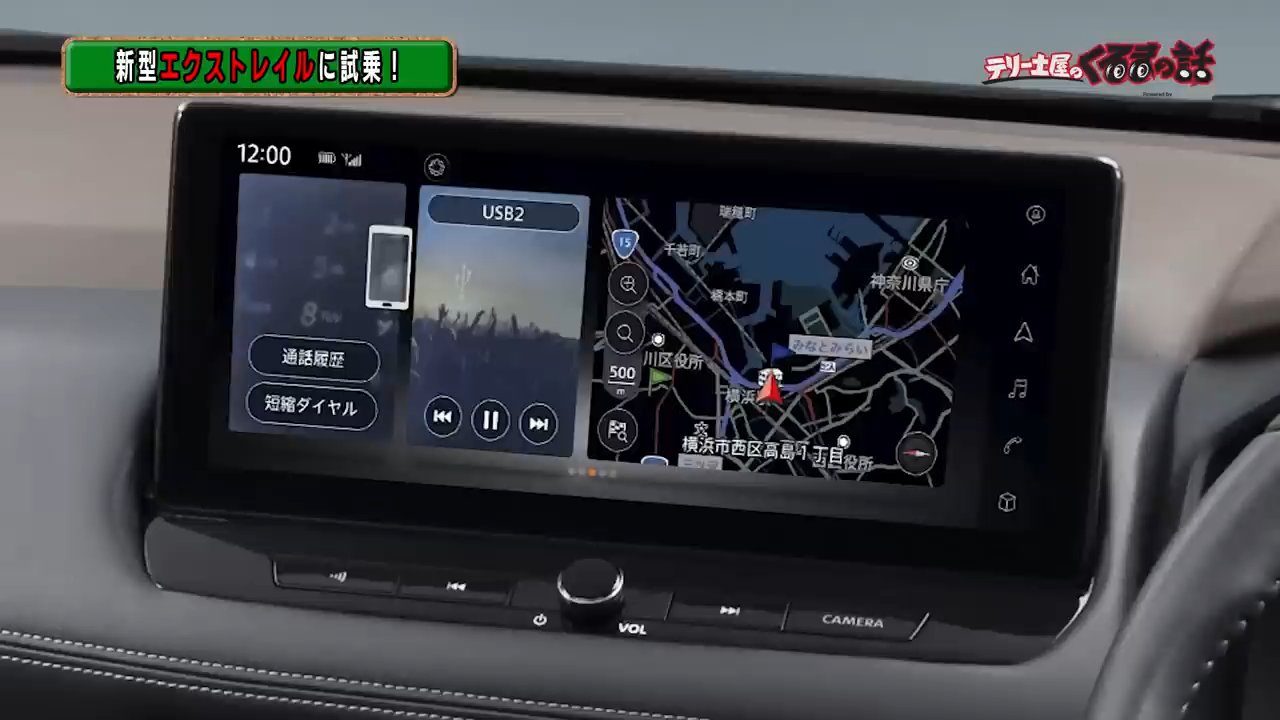 新型エクストレイルに試乗！
テリー土屋のくるまの話
12:00
USB2
通話履歴
短縮ダイヤル
15
千若町
橋本町
神奈川県庁
みなとみらい
川区役所
500
m
横浜
横浜市西区高島1丁目
区役所
VOL
CAMERA